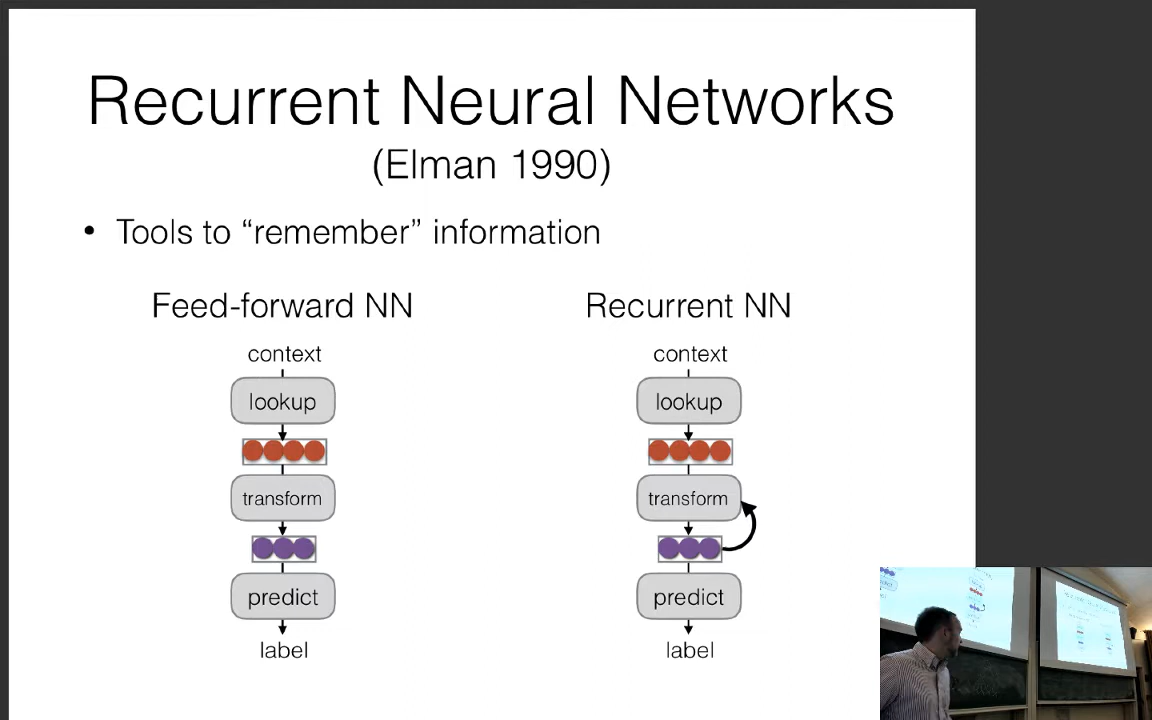 Recurrent Neural Networks
(Elman 1990)
• Tools to “remember” information
Feed-forward NN
Recurrent NN
context
lookup
transform
predict
label
context
lookup
transform
predict
label